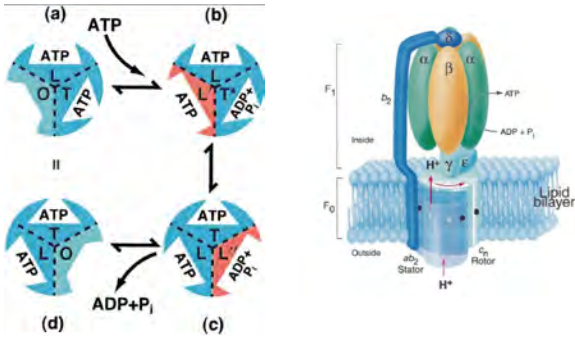 (a)
ATP
(b)
ATP
L
O T
ATP
ATP
L
L' T*
ATP
ADP+
Pi
=
ATP
T
L O
ATP
ATP
T
L L'
ATP
ADP+
Pi
ADP+Pi
(d)
(c)
δ
α
β
α
F1
b2
ATP
ADP + Pi
Inside
H+
γ
ε
F0
Lipid
bilayer
Outside
ab2
Stator
cn
Rotor
H+